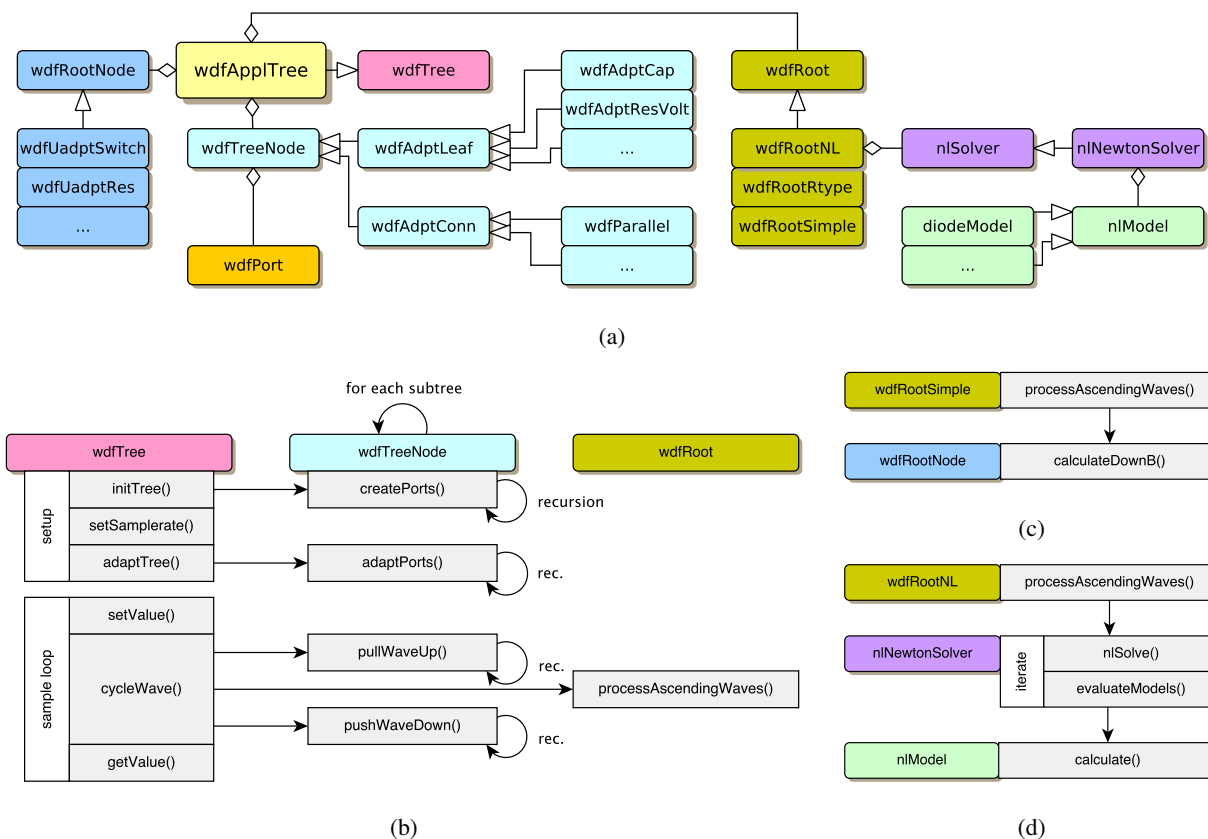 wdfRootNode
wdfApplTree
wdfTree
wdfAdptCap
wdfRoot
wdfAdptResVolt
wdfUadptSwitch
wdfTreeNode
wdfAdptLeaf
...
wdfRootNL
nlSolver
nlNewtonSolver
wdfUadptRes
wdfRootRtype
...
wdfAdptConn
wdfParallel
wdfRootSimple
diodeModel
nlModel
wdfPort
...
...
(a)
for each subtree
wdfTree
wdfTreeNode
wdfRoot
setup
initTree()
createPorts()
recursion
setSamplerate()
adaptTree()
adaptPorts()
rec.
sample loop
setValue()
pullWaveUp()
rec.
cycleWave()
processAscendingWaves()
pushWaveDown()
rec.
getValue()
(b)
wdfRootSimple
processAscendingWaves()
wdfRootNode
calculateDownB()
(c)
wdfRootNL
processAscendingWaves()
nlNewtonSolver
iterate
nlSolve()
evaluateModels()
nlModel
calculate()
(d)